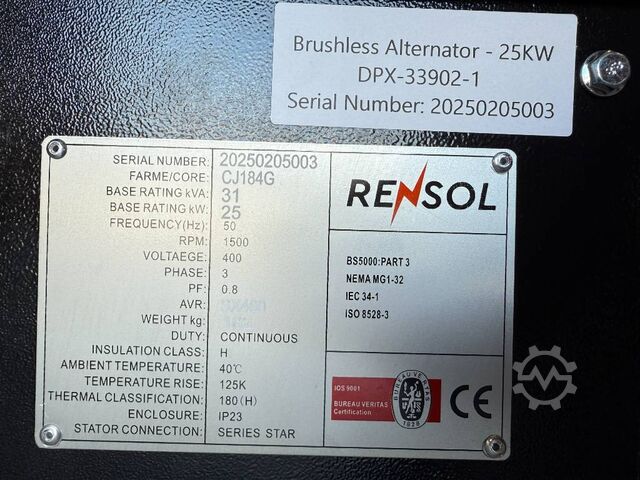 Brushless Alternator - 25KW
DPX-33902-1
Serial Number: 20250205003
SERIAL NUMBER: 20250205003
FARME/CORE: CJ184G
BASE RATING kVA: 31
BASE RATING kW: 25
FREQUENCY(Hz): 50
RPM: 1500
VOLTAEGE: 400
PHASE: 3
PF: 0.8
AVR:
WEIGHT kg:
DUTY: CONTINUOUS
INSULATION CLASS: H
AMBIENT TEMPERATURE: 40℃
TEMPERATURE RISE: 125K
THERMAL CLASSIFICATION: 180(H)
ENCLOSURE: IP23
STATOR CONNECTION: SERIES STAR
RENSOL
BS5000:PART 3
NEMA MG1-32
IEC 34-1
ISO 8528-3
IOS 9001
BUREAU VERITAS
Certification
BUREAU VERITAS
1828
CE